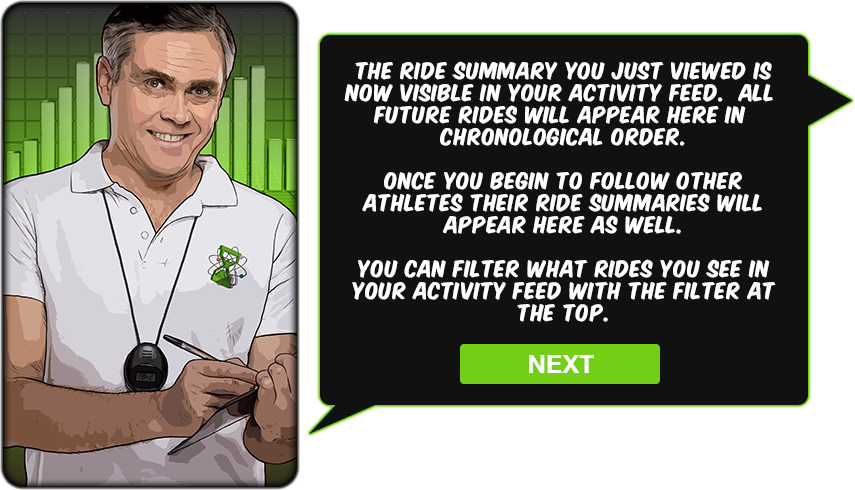 THE RIDE SUMMARY YOU JUST VIEWED IS
NOW VISIBLE IN YOUR ACTIVITY FEED. ALL
FUTURE RIDES WILL APPEAR HERE IN
CHRONOLOGICAL ORDER.
ONCE YOU BEGIN TO FOLLOW OTHER
ATHLETES THEIR RIDE SUMMARIES WILL
APPEAR HERE AS WELL.
YOU CAN FILTER WHAT RIDES YOU SEE IN
YOUR ACTIVITY FEED WITH THE FILTER AT
THE TOP.
NEXT